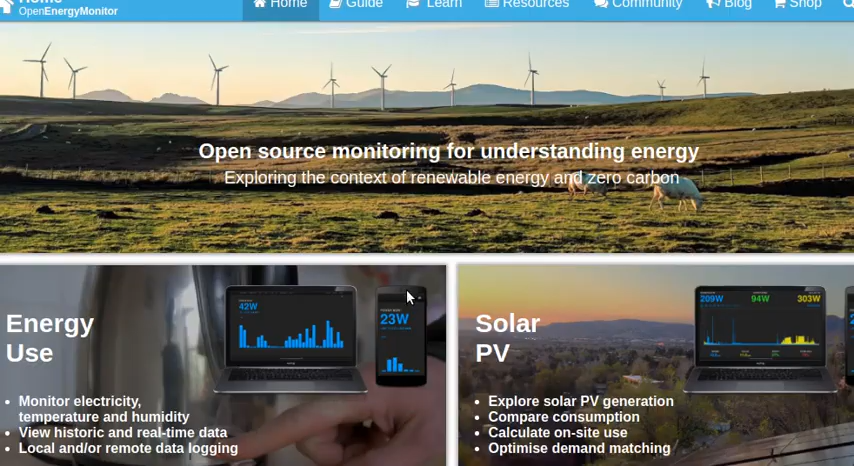 Home
OpenEnergyMonitor
Home Guide Learn Resources Community Blog Shop
Open source monitoring for understanding energy
Exploring the context of renewable energy and zero carbon
Energy
Use
42W
23W
• Monitor electricity,
temperature and humidity
• View historic and real-time data
• Local and/or remote data logging
Solar
PV
209W 94W 303W
• Explore solar PV generation
• Compare consumption
• Calculate on-site use
• Optimise demand matching